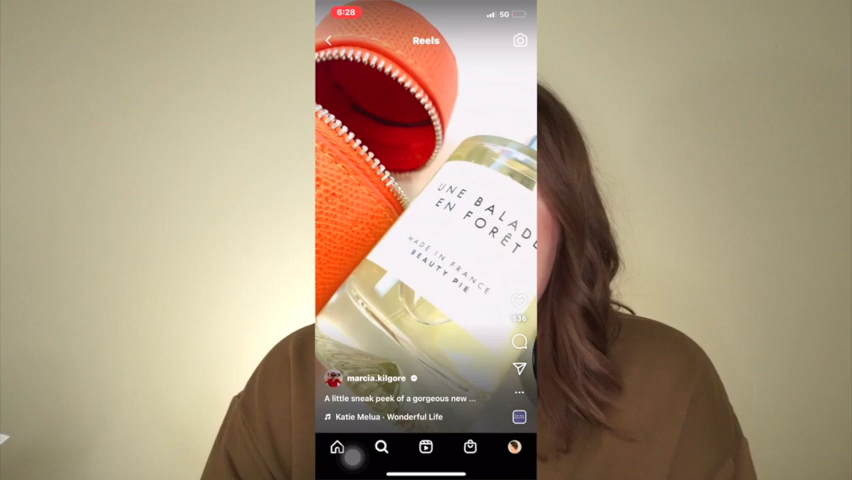 6:28
5G
Reels
UNE BALADE
EN FORÊT
MADE IN FRANCE
BEAUTY PIE
marcia.kilgore
A little sneak peek of a gorgeous new ...
Katie Melua · Wonderful Life